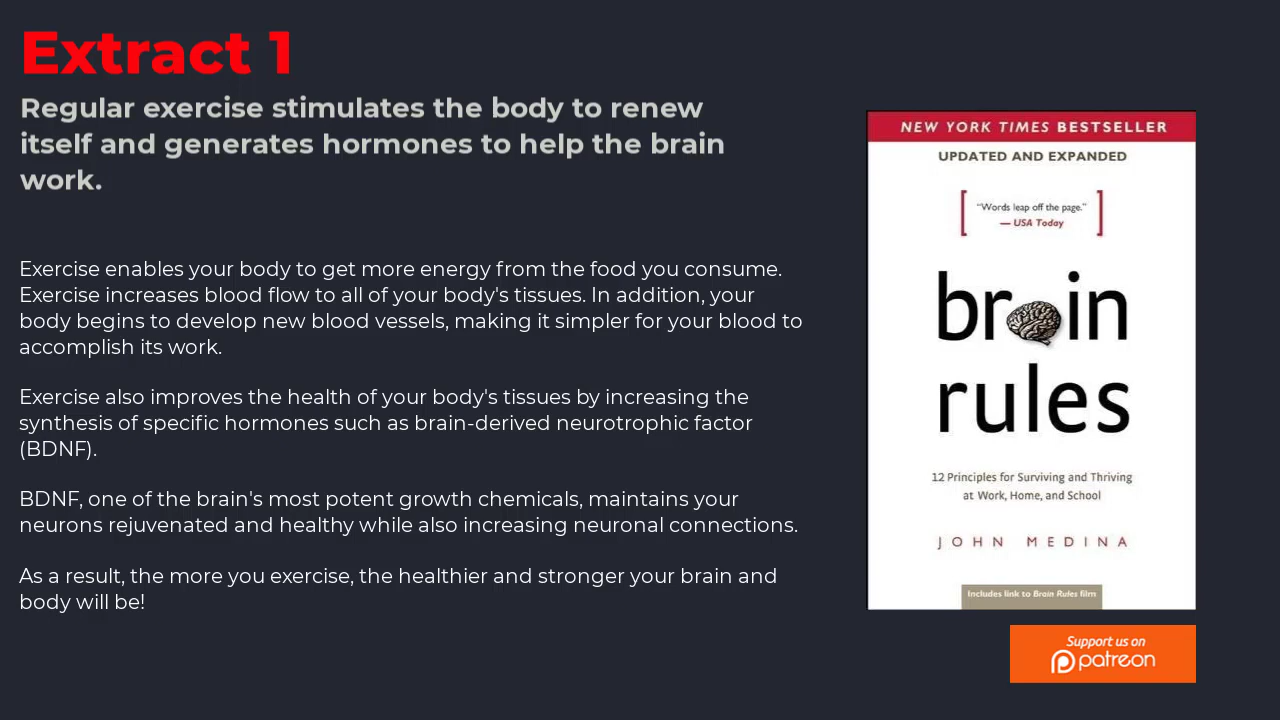 Extract 1
Regular exercise stimulates the body to renew
itself and generates hormones to help the brain
work.
Exercise enables your body to get more energy from the food you consume.
Exercise increases blood flow to all of your body's tissues. In addition, your
body begins to develop new blood vessels, making it simpler for your blood to
accomplish its work.
Exercise also improves the health of your body's tissues by increasing the
synthesis of specific hormones such as brain-derived neurotrophic factor
(BDNF).
BDNF, one of the brain's most potent growth chemicals, maintains your
neurons rejuvenated and healthy while also increasing neuronal connections.
As a result, the more you exercise, the healthier and stronger your brain and
body will be!
NEW YORK TIMES BESTSELLER
UPDATED AND EXPANDED
"Words leap off the page."
— USA Today
brain
rules
12 Principles for Surviving and Thriving
at Work, Home, and School
JOHN MEDINA
Includes link to Brain Rules film
Support us on
patreon